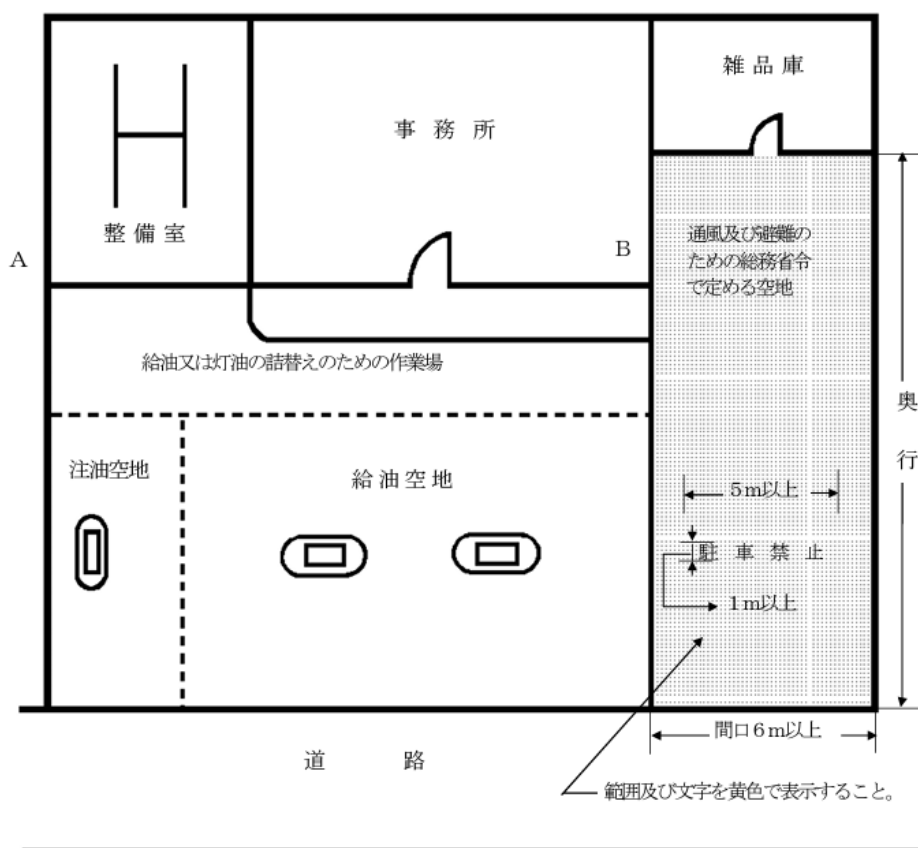 雑品庫
事務所
整備室
A
B
通風及び避難の
ための総務省令
で定める空地
給油又は灯油の詰替えのための作業場
奥行
注油空地
給油空地
5m以上
駐車禁止
1m以上
間口6m以上
道路
範囲及び文字を黄色で表示すること。